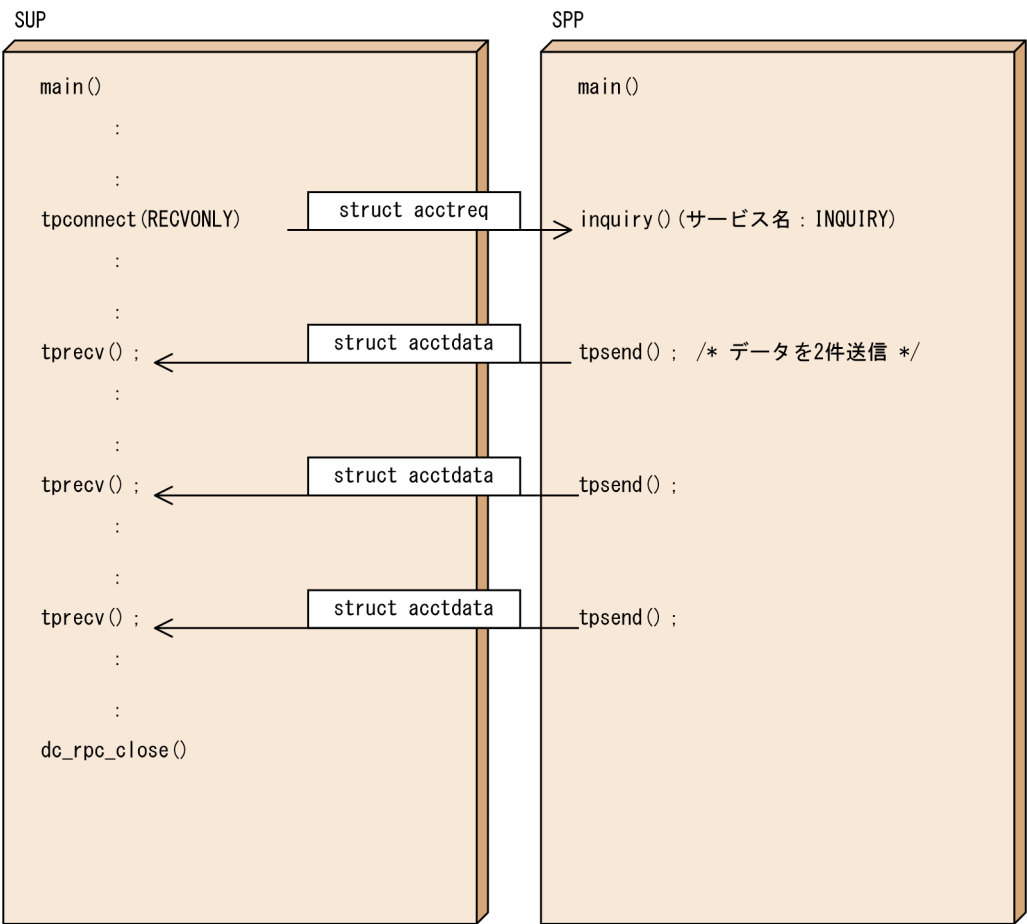 SUP SPP
main() main()
:
:
tpconnect(RECVONLY) struct acctreq inquiry()(サービス名:INQUIRY)
:
:
tprecv(); struct acctdata tpsend(); /* データを2件送信 */
:
:
tprecv(); struct acctdata tpsend();
:
:
tprecv(); struct acctdata tpsend();
:
:
dc_rpc_close()